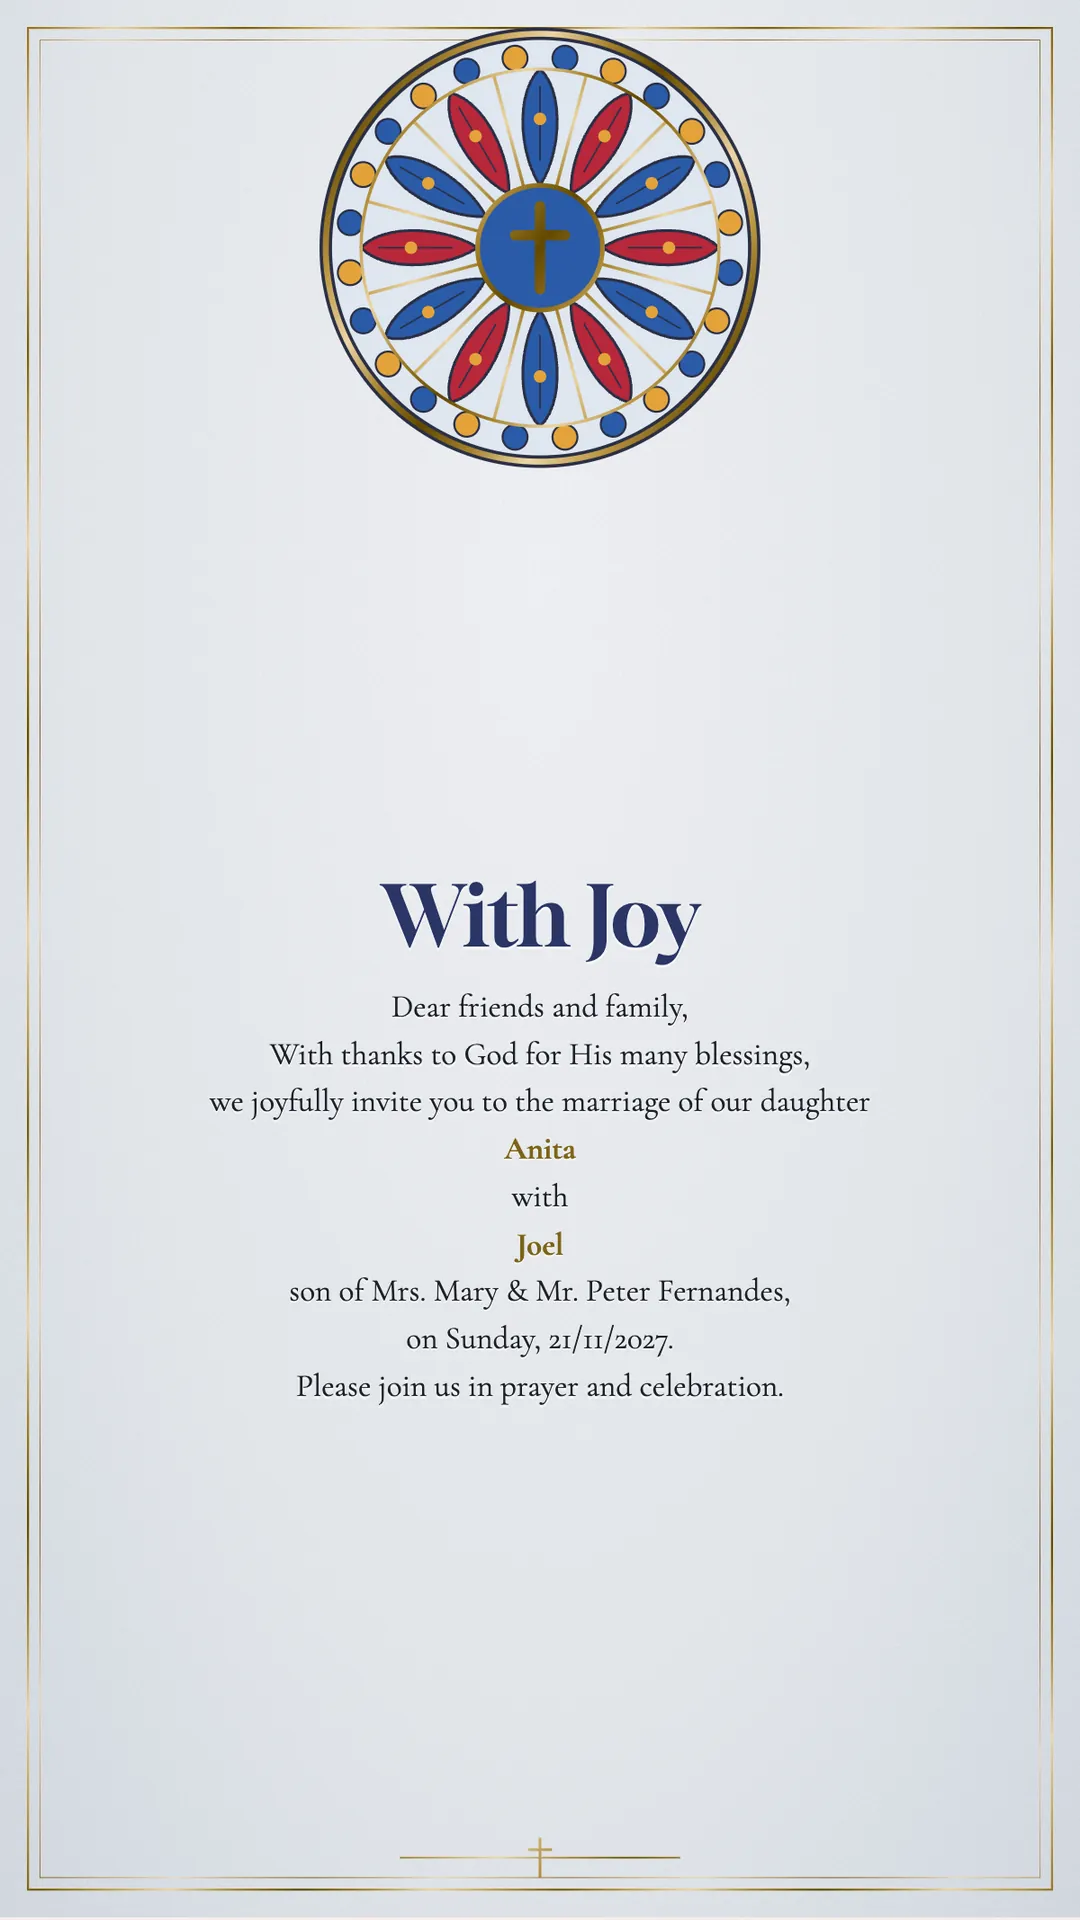 With Joy
Dear friends and family,
With thanks to God for His many blessings,
we joyfully invite you to the marriage of our daughter
Anita
with
Joel
son of Mrs. Mary & Mr. Peter Fernandes,
on Sunday, 21/11/2027.
Please join us in prayer and celebration.